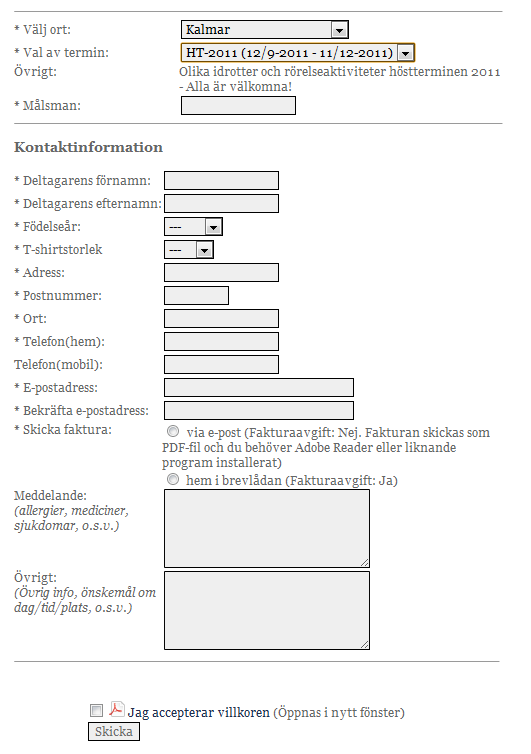 * Välj ort: Kalmar
* Val av termin: HT-2011 (12/9-2011 - 11/12-2011)
Övrigt: Olika idrotter och rörelseaktiviteter höstterminen 2011
- Alla är välkomna!
* Målsman:
Kontaktinformation
* Deltagarens förnamn:
* Deltagarens efternamn:
* Födelseår: ---
* T-shirtstorlek ---
* Adress:
* Postnummer:
* Ort:
* Telefon(hem):
Telefon(mobil):
* E-postadress:
* Bekräfta e-postadress:
* Skicka faktura: via e-post (Fakturaavgift: Nej. Fakturan skickas som
PDF-fil och du behöver Adobe Reader eller liknande
program installerat)
hem i brevlådan (Fakturaavgift: Ja)
Meddelande:
(allergier, mediciner,
sjukdomar, o.s.v.)
Övrigt:
(Övrig info, önskemål om
dag/tid/plats, o.s.v.)
Jag accepterar villkoren (Öppnas i nytt fönster)
Skicka